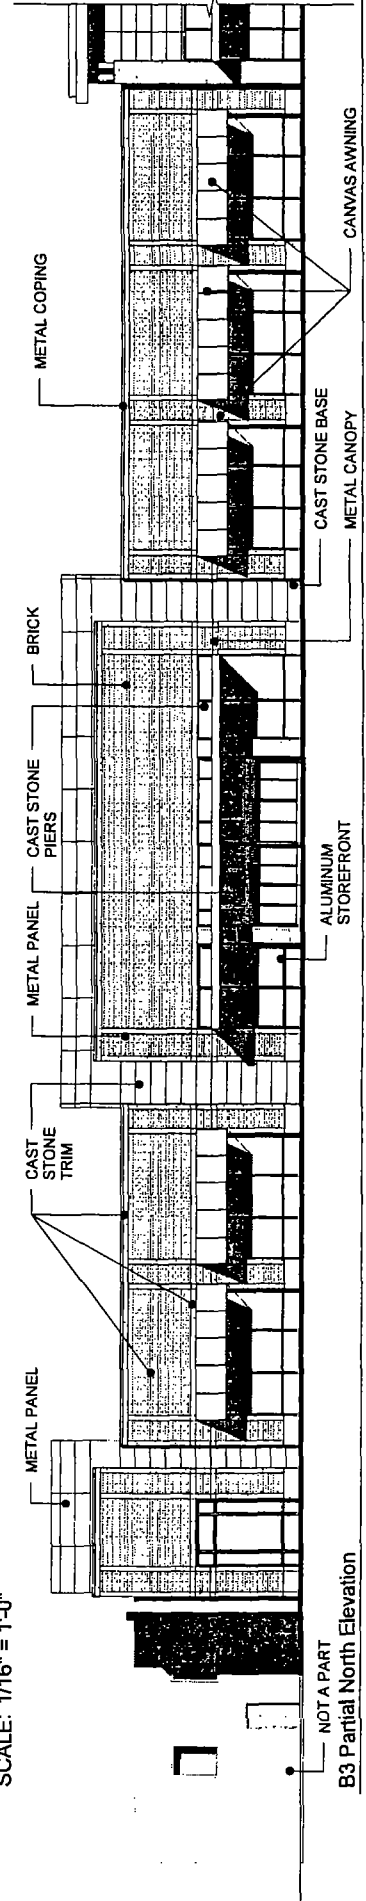 SCALE: 1/16" = 1'-0"
METAL PANEL
CAST
STONE
TRIM
METAL PANEL
CAST STONE
PIERS
BRICK
METAL COPING
NOT A PART
ALUMINUM
STOREFRONT
CAST STONE BASE
METAL CANOPY
CANVAS AWNING
B3 Partial North Elevation